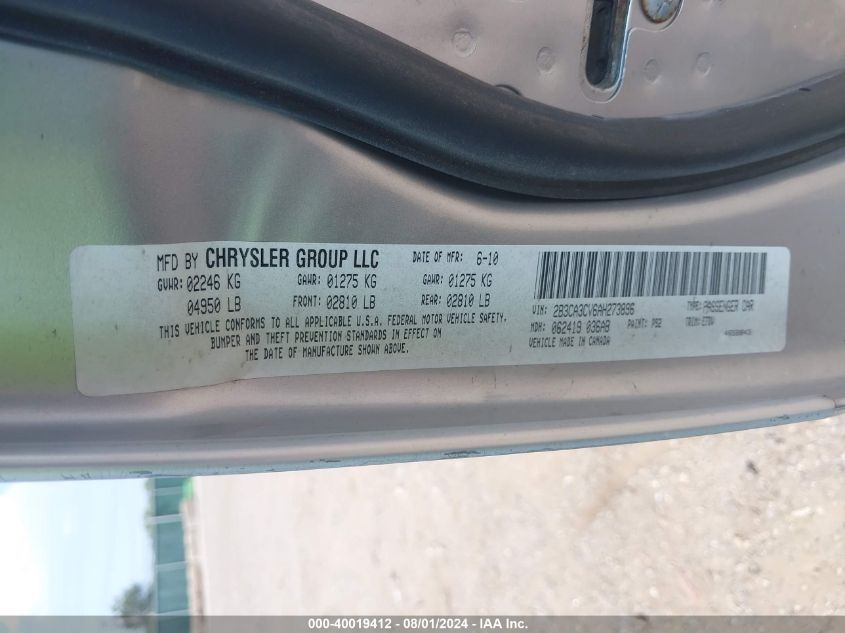 MFD BY CHRYSLER GROUP LLC
DATE OF MFR: 6-10
GVWR: 02246 KG
GAWR: 01275 KG
GAWR: 01275 KG
04950 LB
FRONT: 02810 LB
REAR: 02810 LB
THIS VEHICLE CONFORMS TO ALL APPLICABLE U.S.A. FEDERAL MOTOR VEHICLE SAFETY,
BUMPER AND THEFT PREVENTION STANDARDS IN EFFECT ON
THE DATE OF MANUFACTURE SHOWN ABOVE.
VIN: 2B3CA3CV6AH273896
TYPE: PASSENGER CAR
MDH: 062419 036AB
PAINT: PS2
TRIM: E7DV
VEHICLE MADE IN CANADA
000-40019412 - 08/01/2024 - IAA Inc.